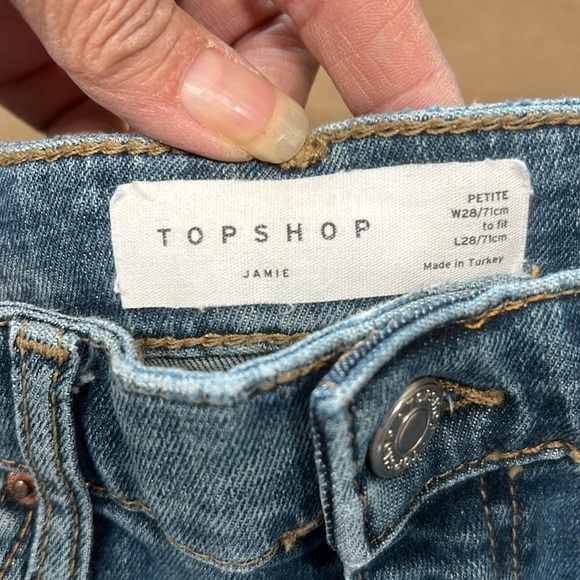 TOPSHOP
JAMIE
PETITE
W28/71cm
to fit
L28/71cm
Made in Turkey